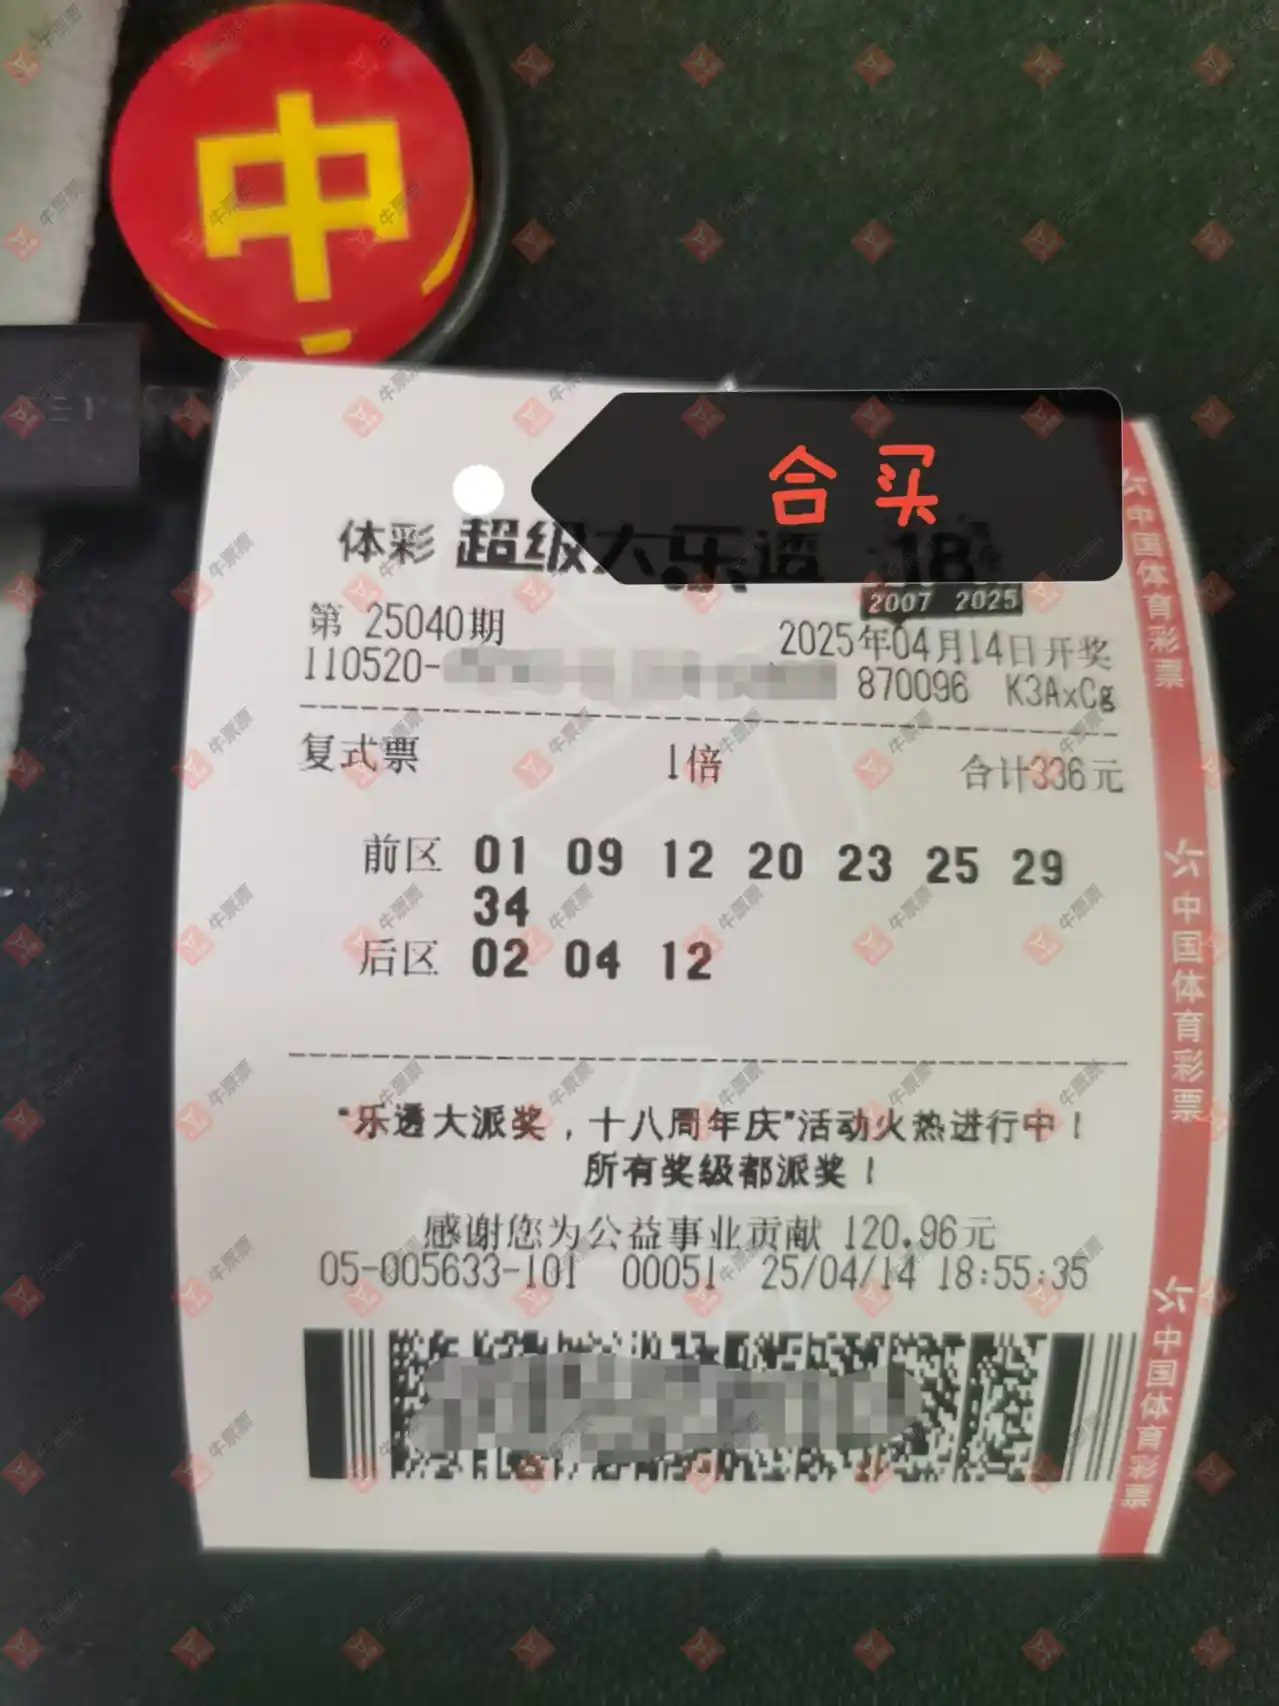 中
合买
体彩 超级大乐透 18
2007 2025
第 25040期 2025年04月14日开奖
110520- 870096 K3AxCg
复式票 1倍 合计336元
前区 01 09 12 20 23 25 29
34
后区 02 04 12
"乐透大派奖，十八周年庆"活动火热进行中！
所有奖级都派奖！
感谢您为公益事业贡献 120.96元
05-005633-101 00051 25/04/14 18:55:35
中国体育彩票
中国体育彩票
中国体育彩票
牛票票